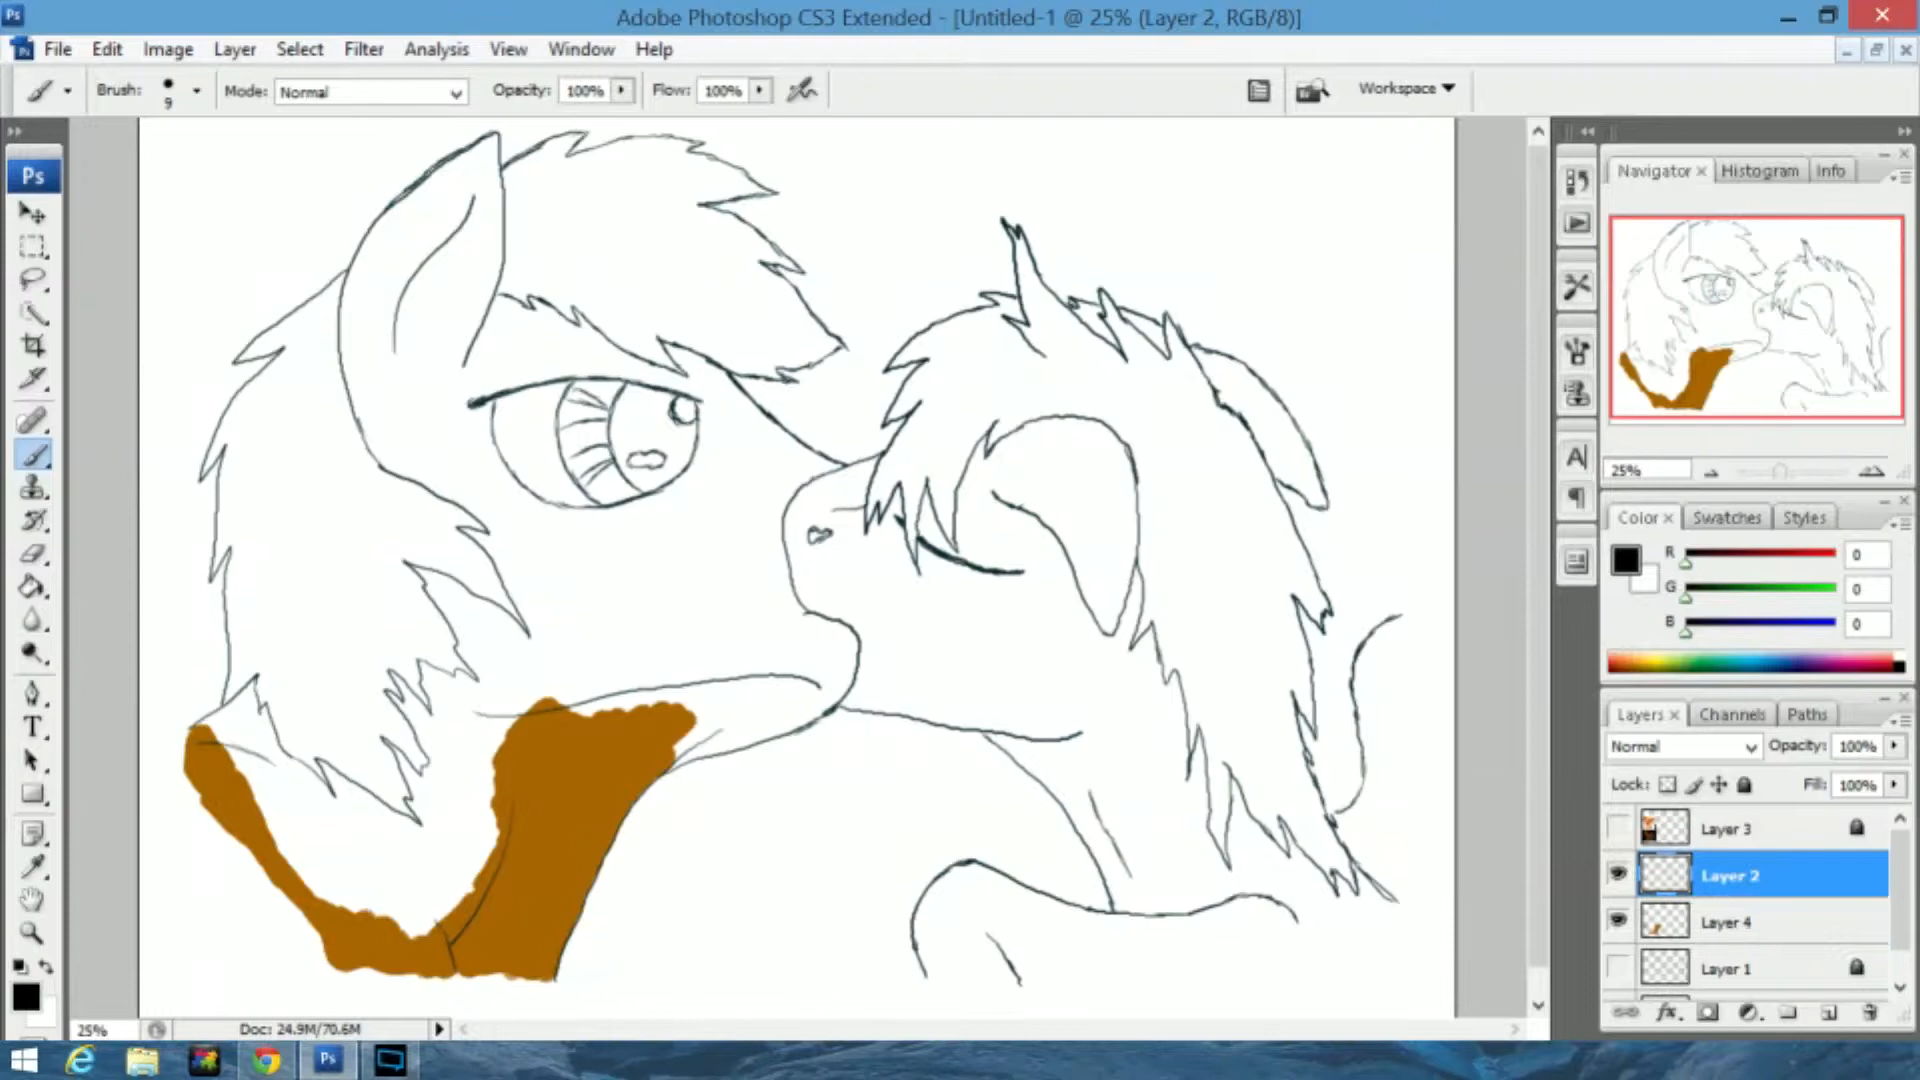 Ps Adobe Photoshop CS3 Extended - [Untitled-1 @ 25% (Layer 2, RGB/8)]
File Edit Image Layer Select Filter Analysis View Window Help
Brush: 9 Mode: Normal Opacity: 100% Flow: 100% Workspace
Ps
Navigator Histogram Info
25%
Color Swatches Styles
R 0
G 0
B 0
Layers Channels Paths
Normal Opacity: 100%
Lock: Fill: 100%
Layer 3
Layer 2
Layer 4
Layer 1
T
A
25% Doc: 24.9M/70.6M
Ps